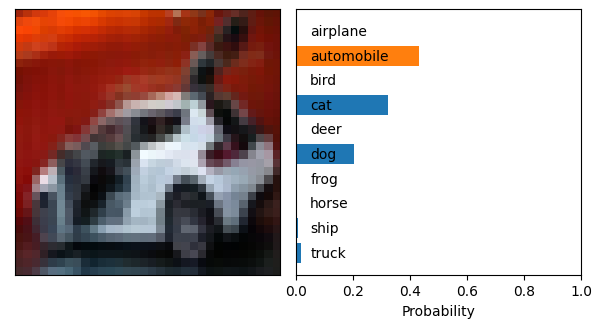 airplane
automobile
bird
cat
deer
dog
frog
horse
ship
truck
0.0 0.2 0.4 0.6 0.8 1.0
Probability